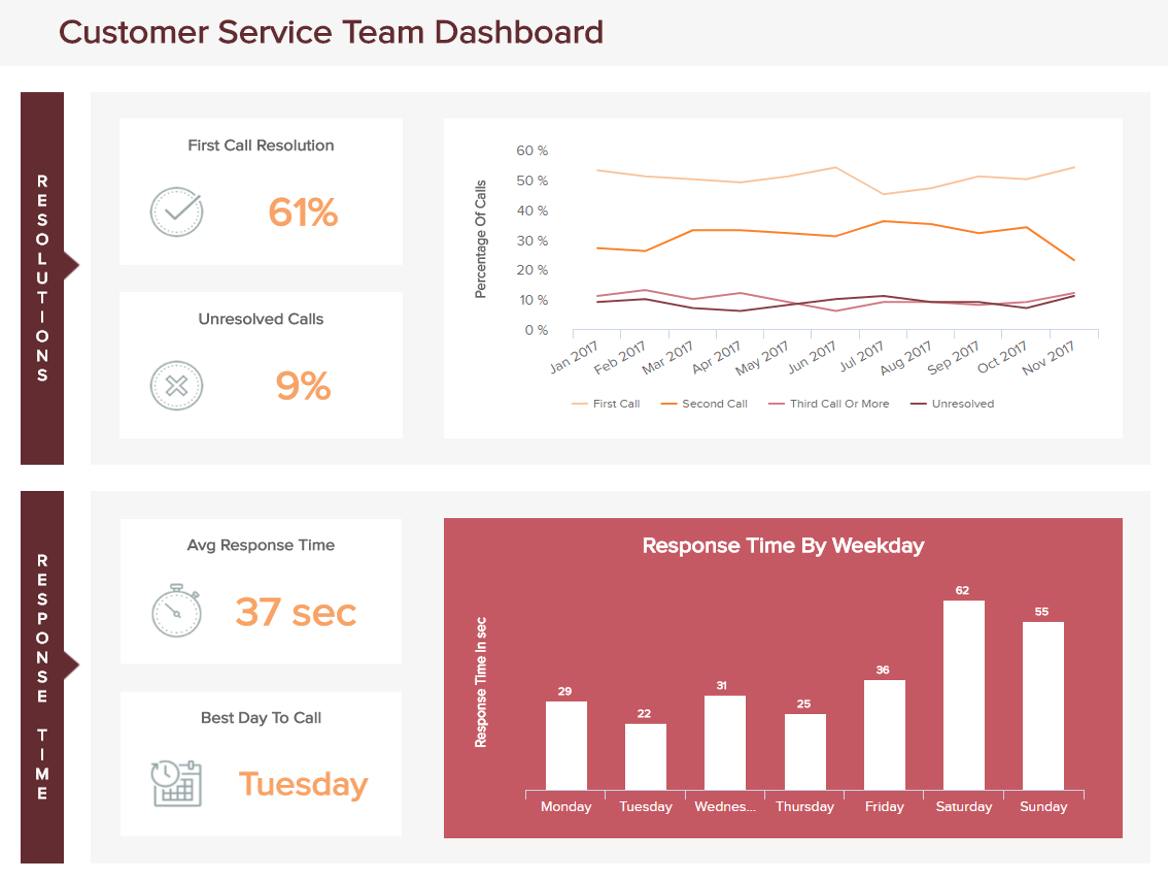 Customer Service Team Dashboard
RESOLUTIONS
First Call Resolution
61%
Unresolved Calls
9%
Percentage Of Calls
60 %
50 %
40 %
30 %
20 %
10 %
0 %
Jan 2017
Feb 2017
Mar 2017
Apr 2017
May 2017
Jun 2017
Jul 2017
Aug 2017
Sep 2017
Oct 2017
Nov 2017
First Call
Second Call
Third Call Or More
Unresolved
RESPONSE TIME
Avg Response Time
37 sec
Best Day To Call
Tuesday
Response Time By Weekday
Response Time In sec
29
22
31
25
36
62
55
Monday
Tuesday
Wednes...
Thursday
Friday
Saturday
Sunday